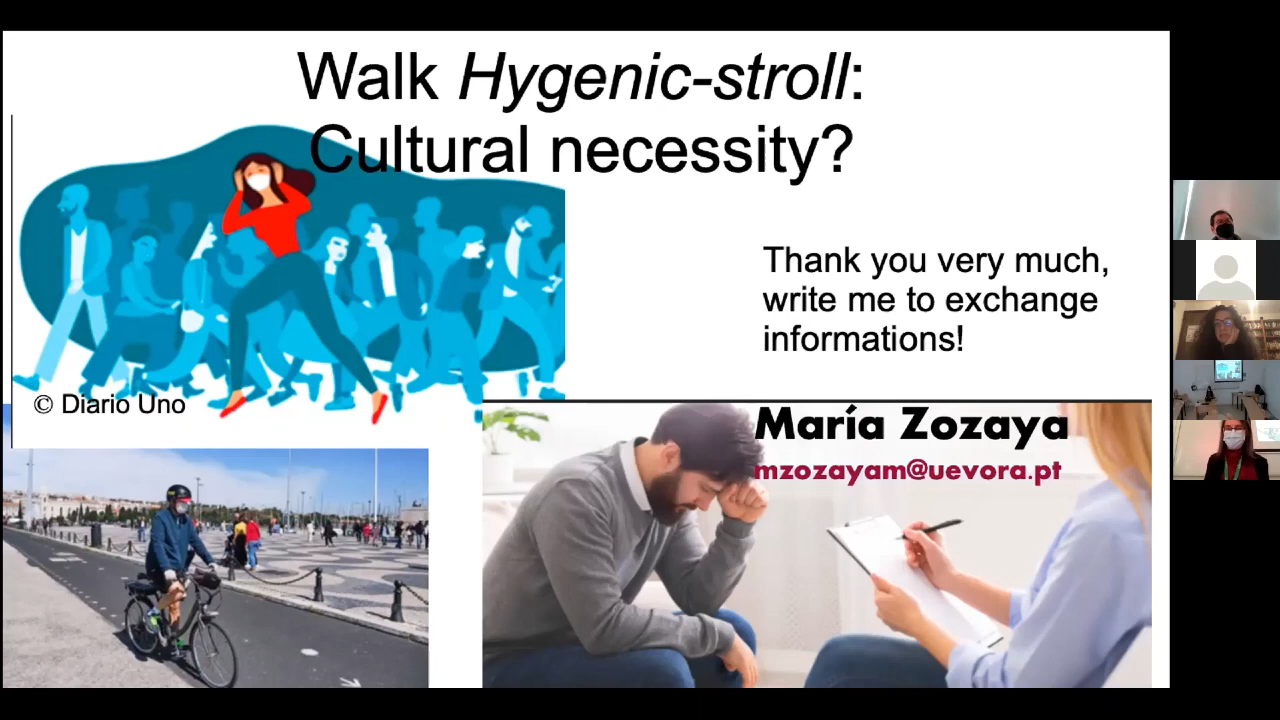 Walk Hygenic-stroll:
Cultural necessity?
Thank you very much,
write me to exchange
informations!
© Diario Uno
María Zozaya
mzozayam@uevora.pt